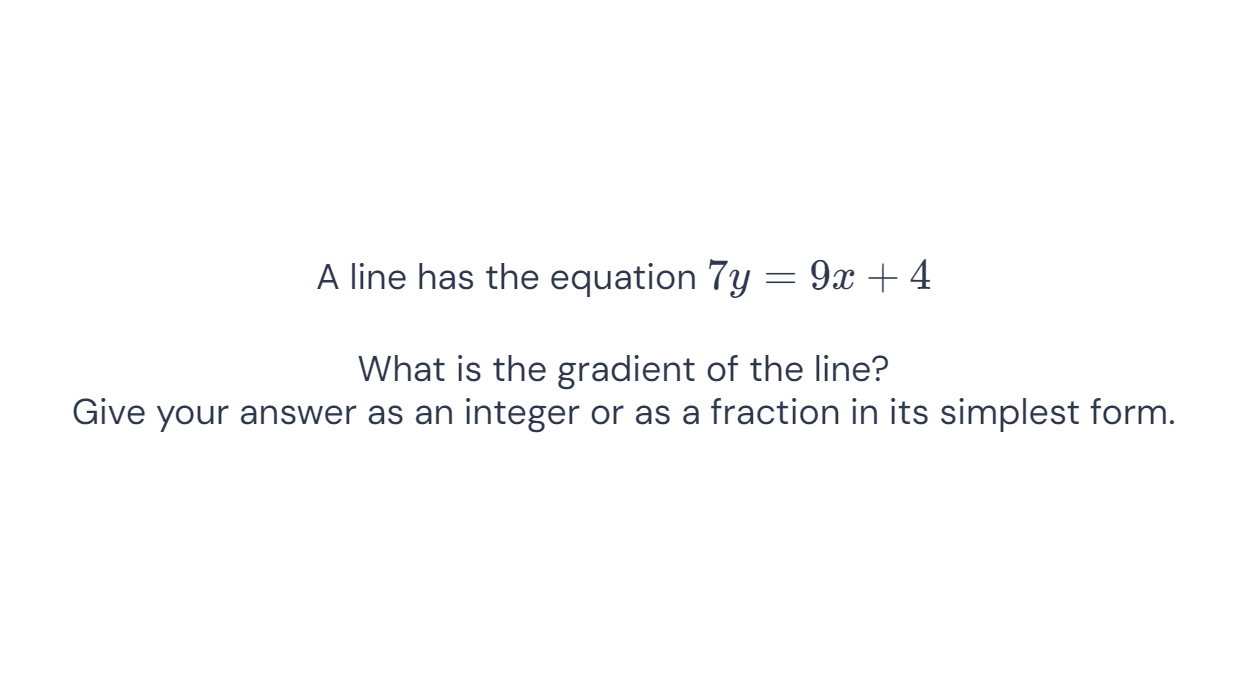 A line has the equation 7y = 9x + 4
What is the gradient of the line?
Give your answer as an integer or as a fraction in its simplest form.